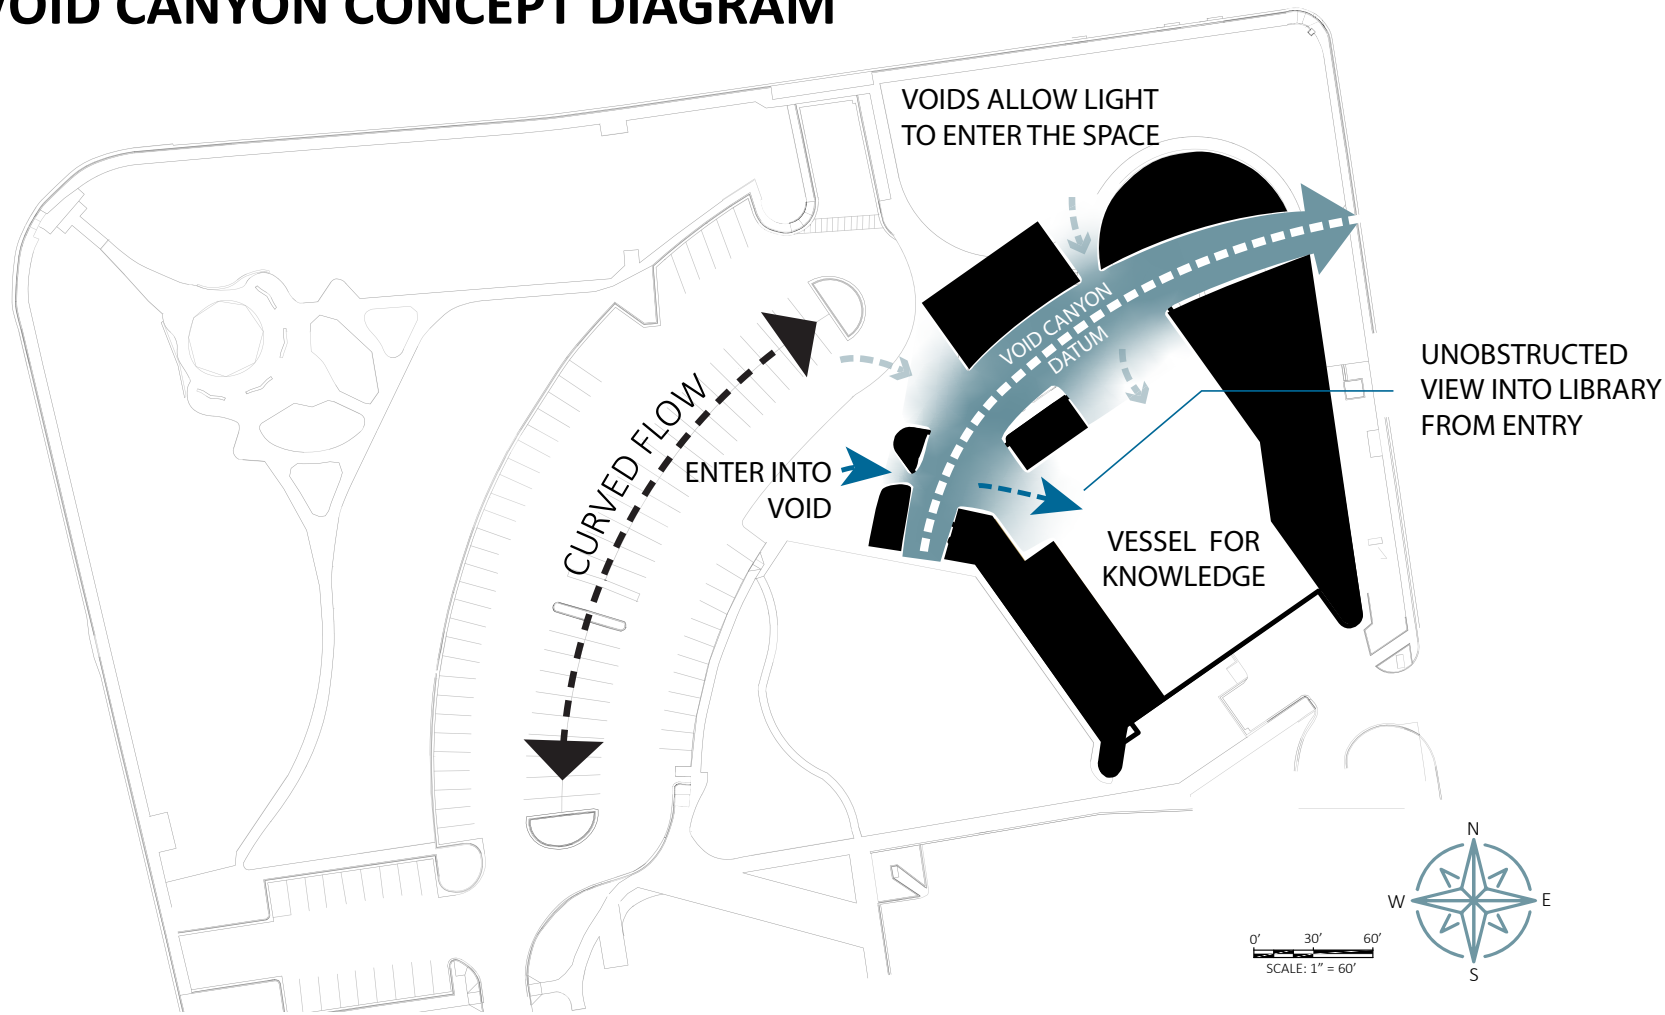 VOID CANYON CONCEPT DIAGRAM
VOIDS ALLOW LIGHT
TO ENTER THE SPACE
VOID CANYON
DATUM
UNOBSTRUCTED
VIEW INTO LIBRARY
FROM ENTRY
CURVED FLOW
ENTER INTO
VOID
VESSEL FOR
KNOWLEDGE
N
W
E
S
0' 30' 60'
SCALE: 1" = 60'